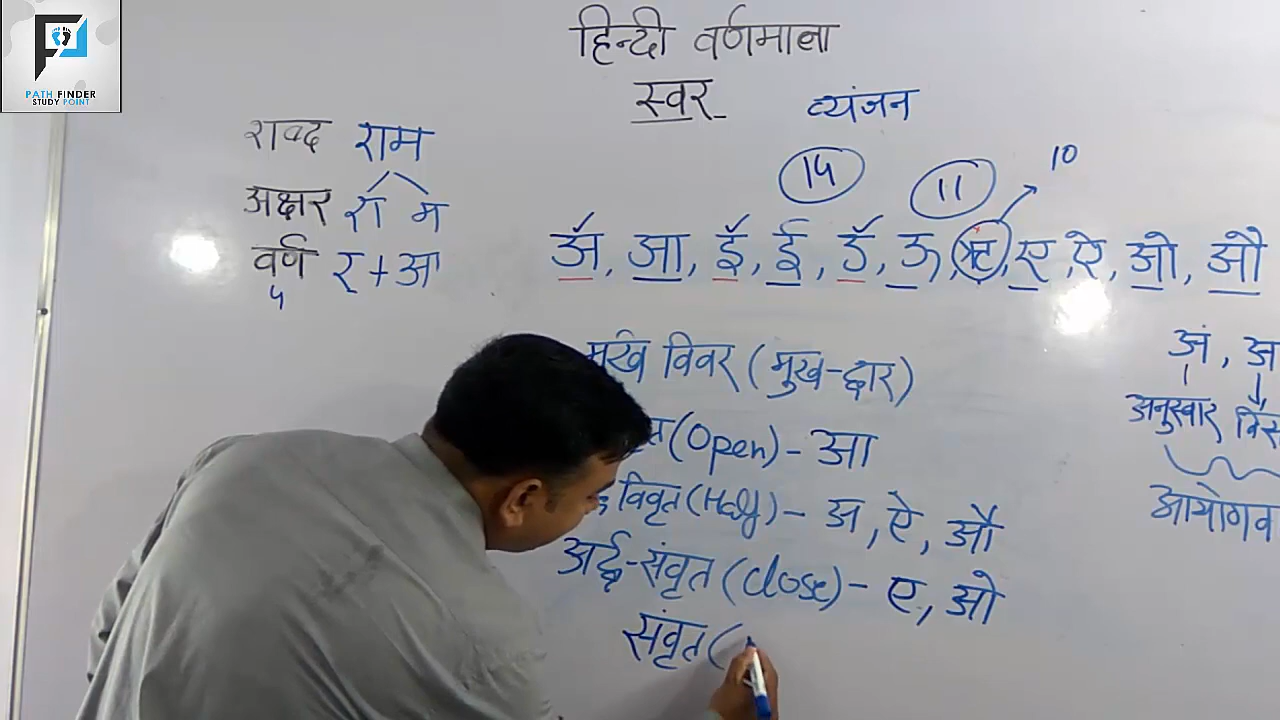 PATH FINDER
STUDY POINT
हिन्दी वर्णमाला
स्वर
व्यंजन
शब्द राम
अक्षर रा म
वर्ण र् + आ
14
11
10
अ, आ, इ, ई, उ, ऊ, ऋ, ए, ऐ, ओ, औ
विवर (मुख-द्वार)
(Open) - आ
विवृत (Half) - अ, ऐ, औ
अर्द्ध-संवृत (Close) - ए, ओ
संवृत (
अं, अ
अनुस्वार
आयोगव